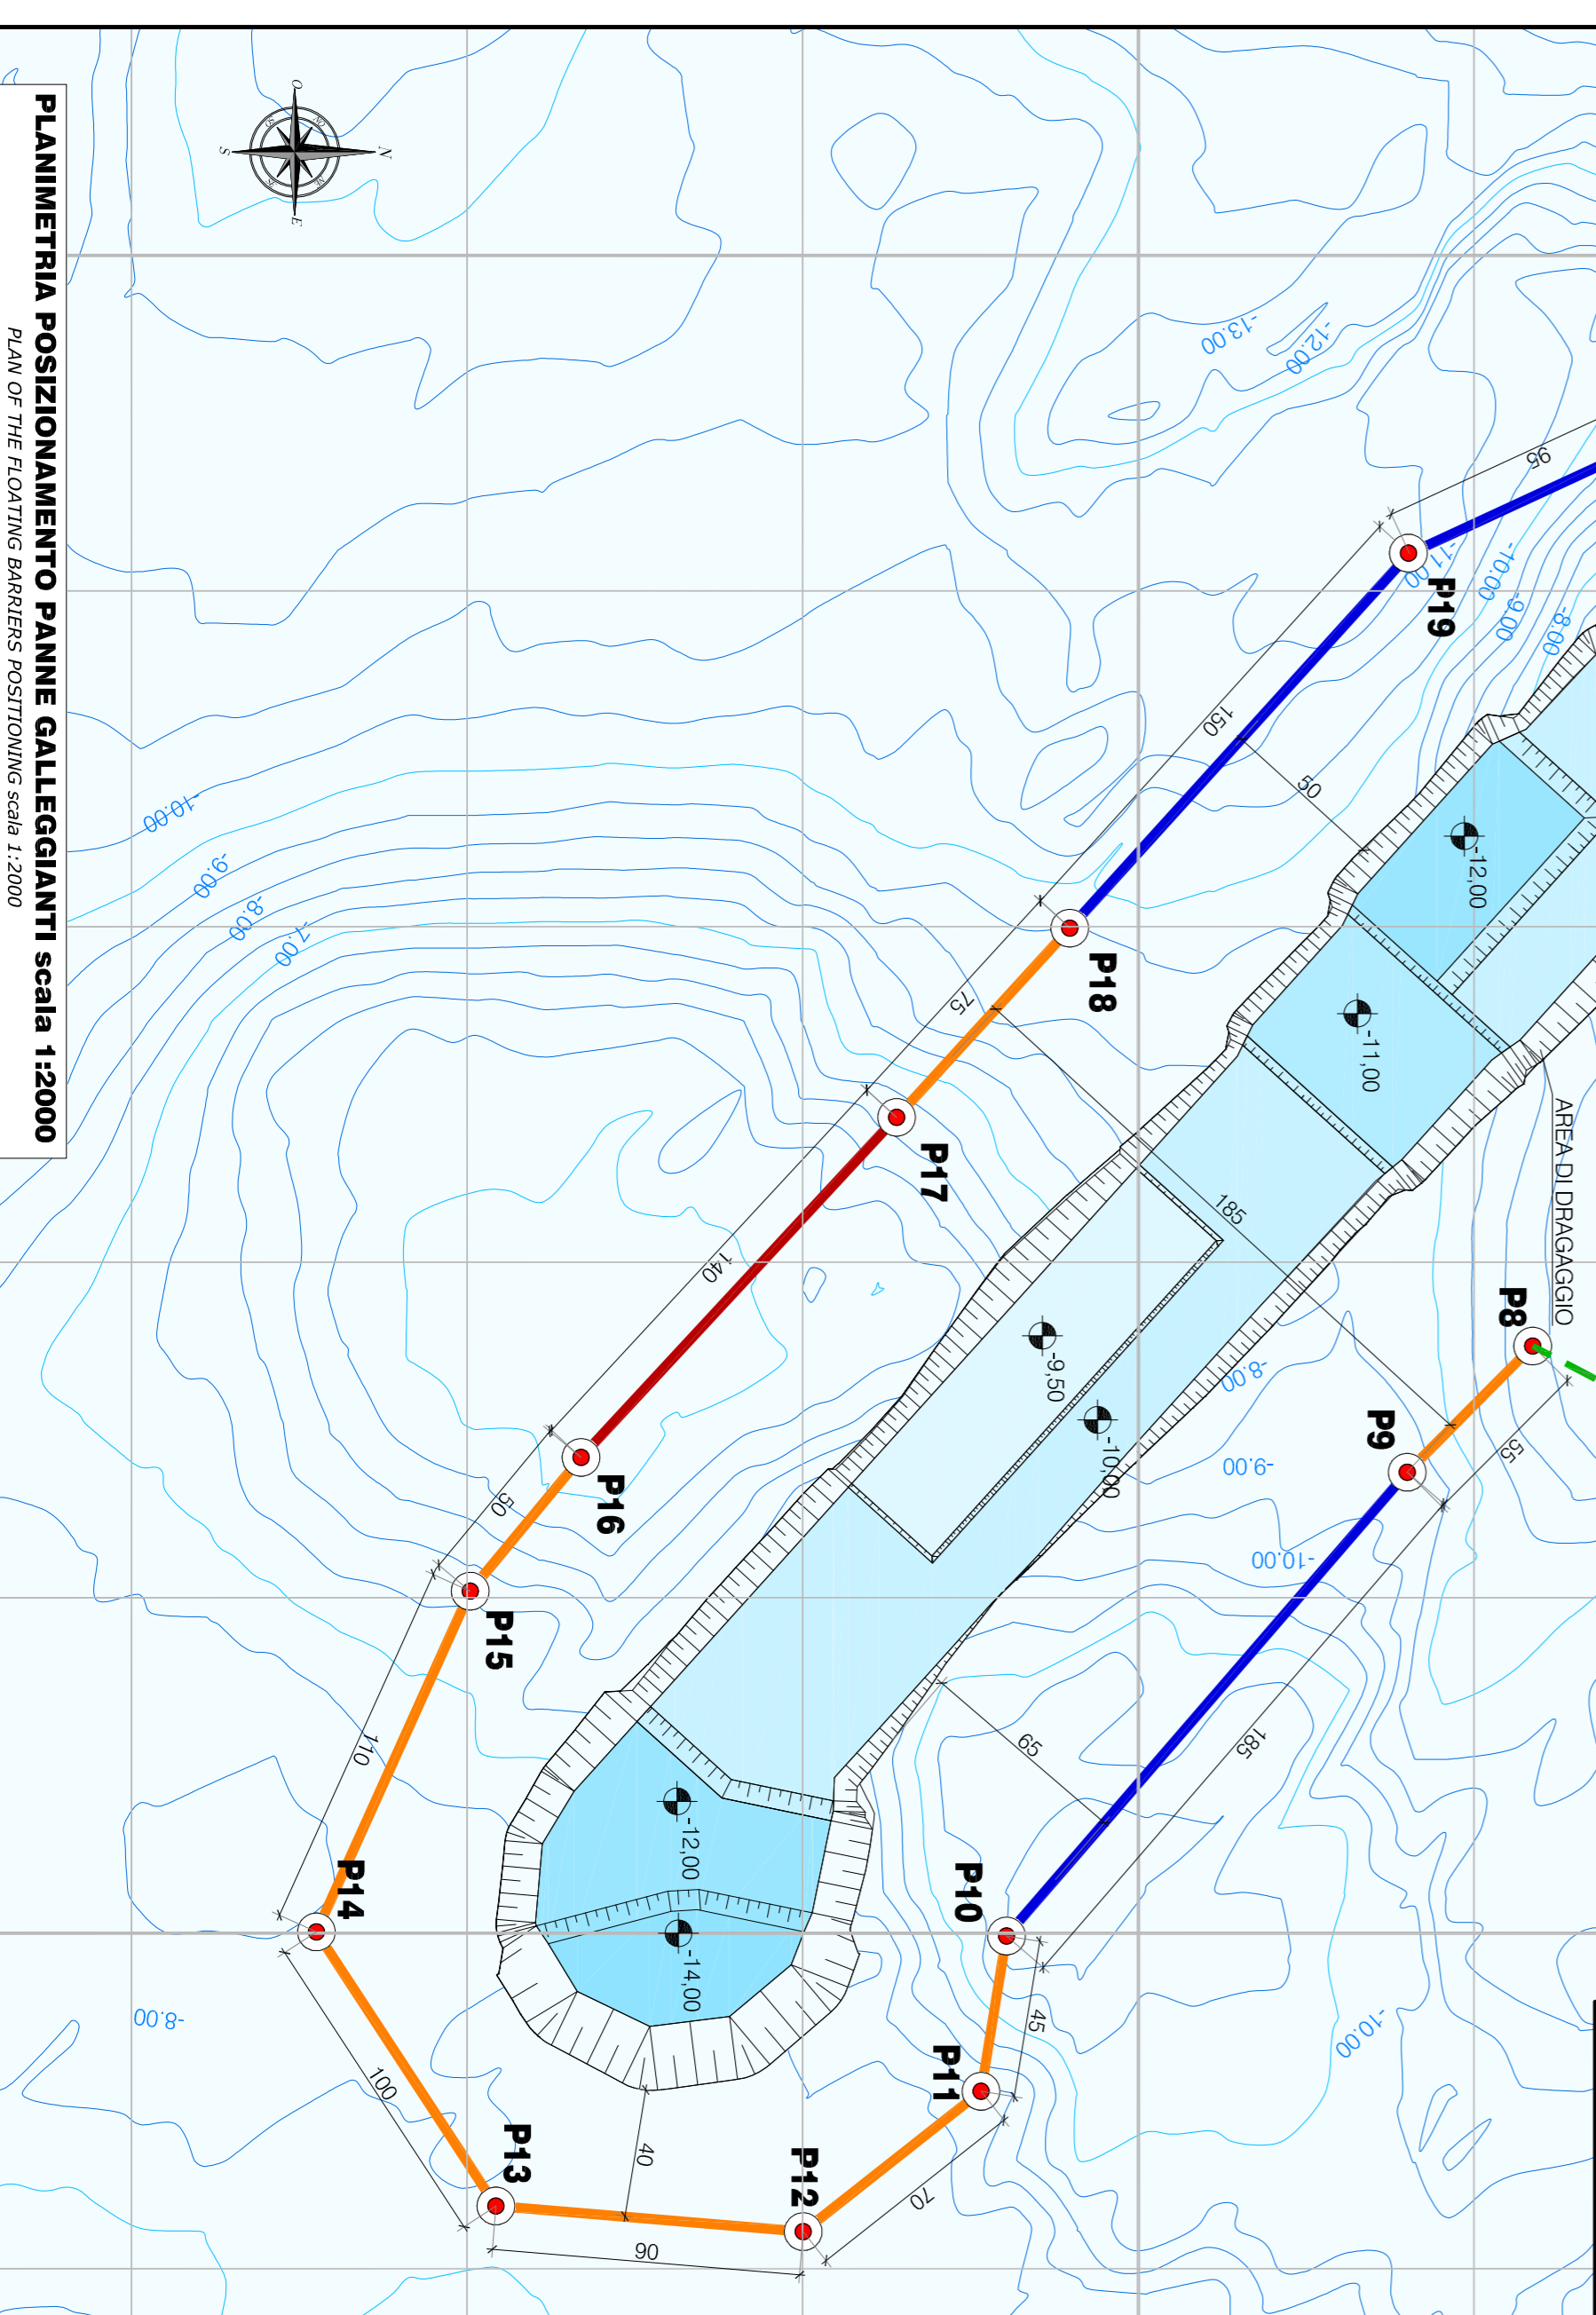 PLANIMETRIA POSIZIONAMENTO PANNE GALLEGGIANTI scala 1:2000
PLAN OF THE FLOATING BARRIERS POSITIONING scala 1:2000
O
NO
N
NE
E
S
SO
-13.00
-12.00
95
-11.00
-10.00
-9.00
-8.00
P19
150
50
-12,00
-10.00
-9.00
-8.00
-7.00
P18
75
-11,00
P17
AREA DI DRAGAGGIO
185
140
P8
-9,50
-8.00
-10,00
P9
55
-9.00
P16
50
-10.00
P15
110
65
185
-12,00
P14
P10
-14,00
-8.00
45
-10.00
100
P11
P13
40
P12
70
90